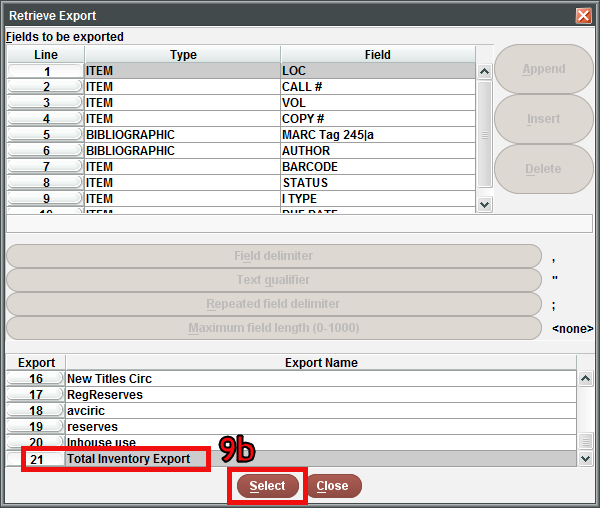 Retrieve Export
Fields to be exported
Line Type Field
1 ITEM LOC
2 ITEM CALL #
3 ITEM VOL
4 ITEM COPY #
5 BIBLIOGRAPHIC MARC Tag 245|a
6 BIBLIOGRAPHIC AUTHOR
7 ITEM BARCODE
8 ITEM STATUS
9 ITEM I TYPE
10 ITEM DUE DATE
Append
Insert
Delete
Field delimiter ,
Text qualifier "
Repeated field delimiter ;
Maximum field length (0-1000) <none>
Export Export Name
16 New Titles Circ
17 RegReserves
18 avciric
19 reserves
20 Inhouse use
21 Total Inventory Export
9b
Select Close